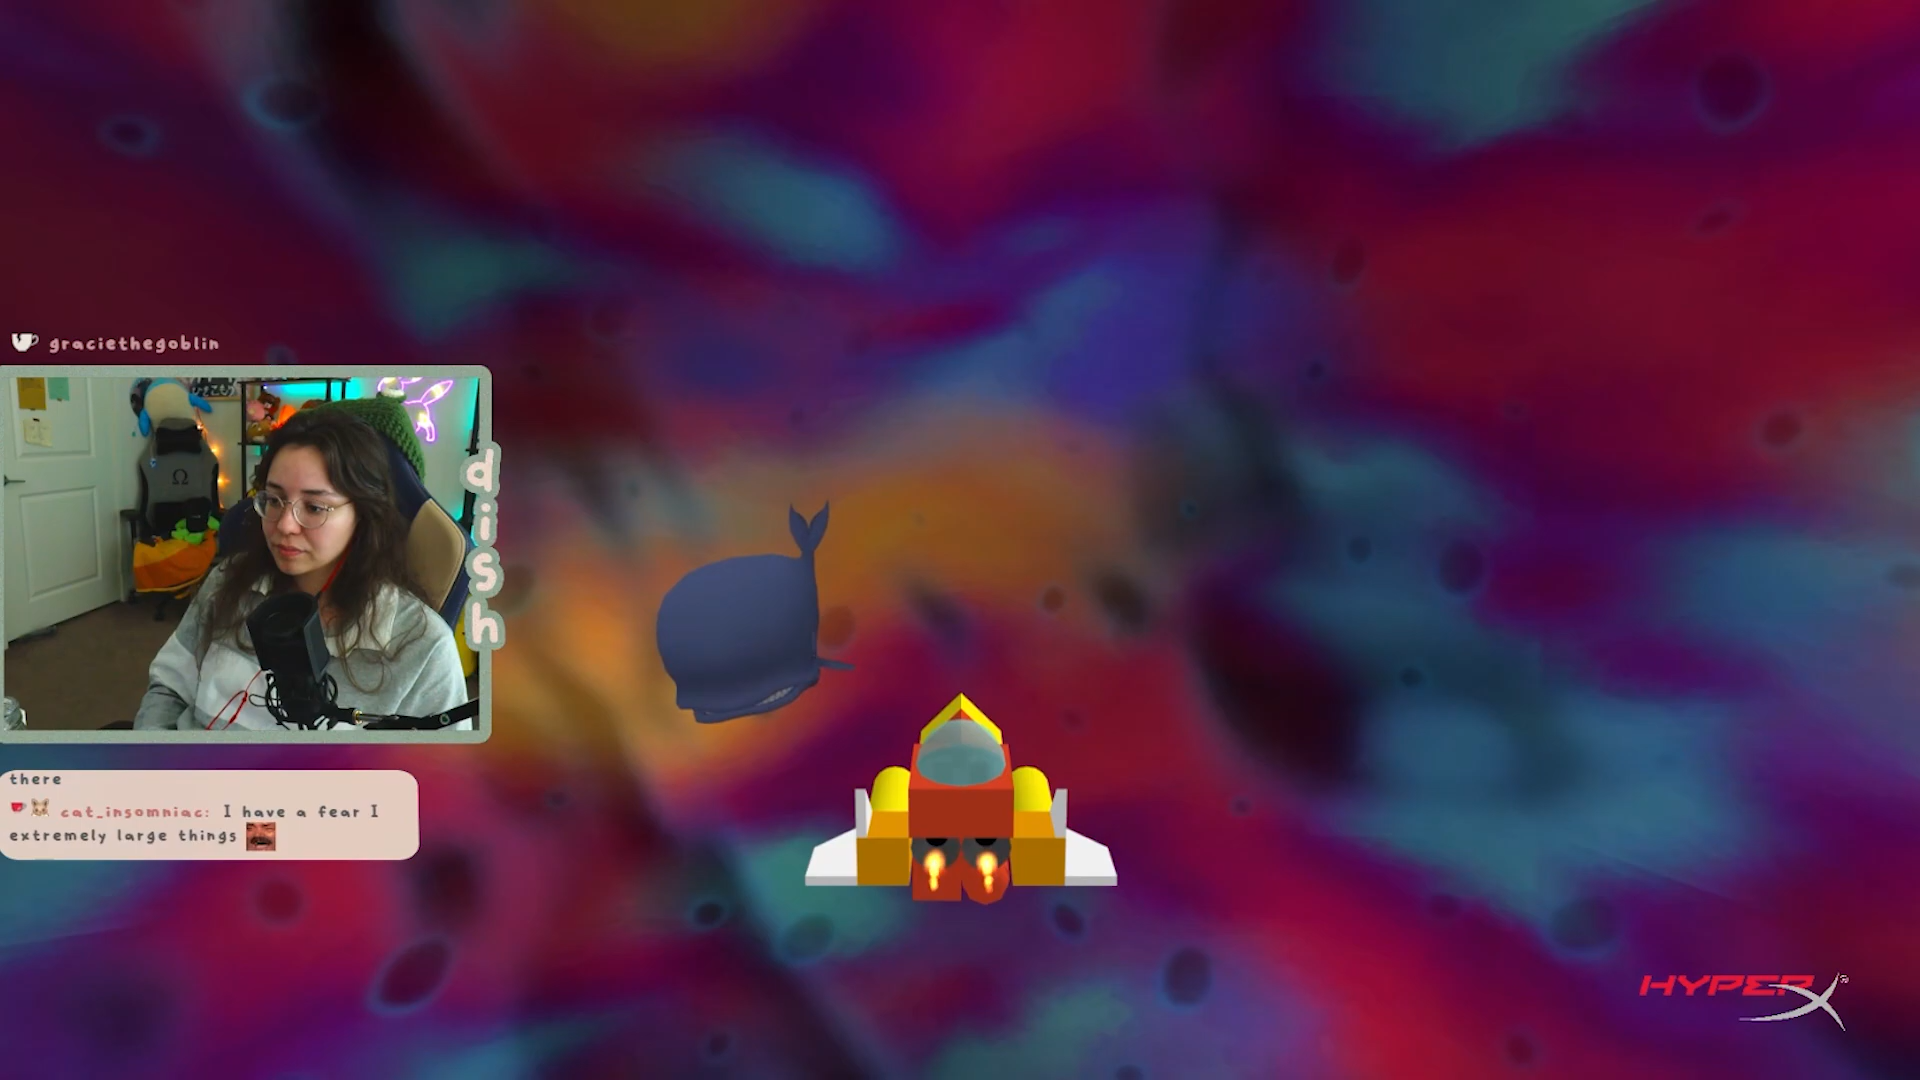 graciethegoblin
dish
there
cat_insomniac: I have a fear I
extremely large things
HYPERX